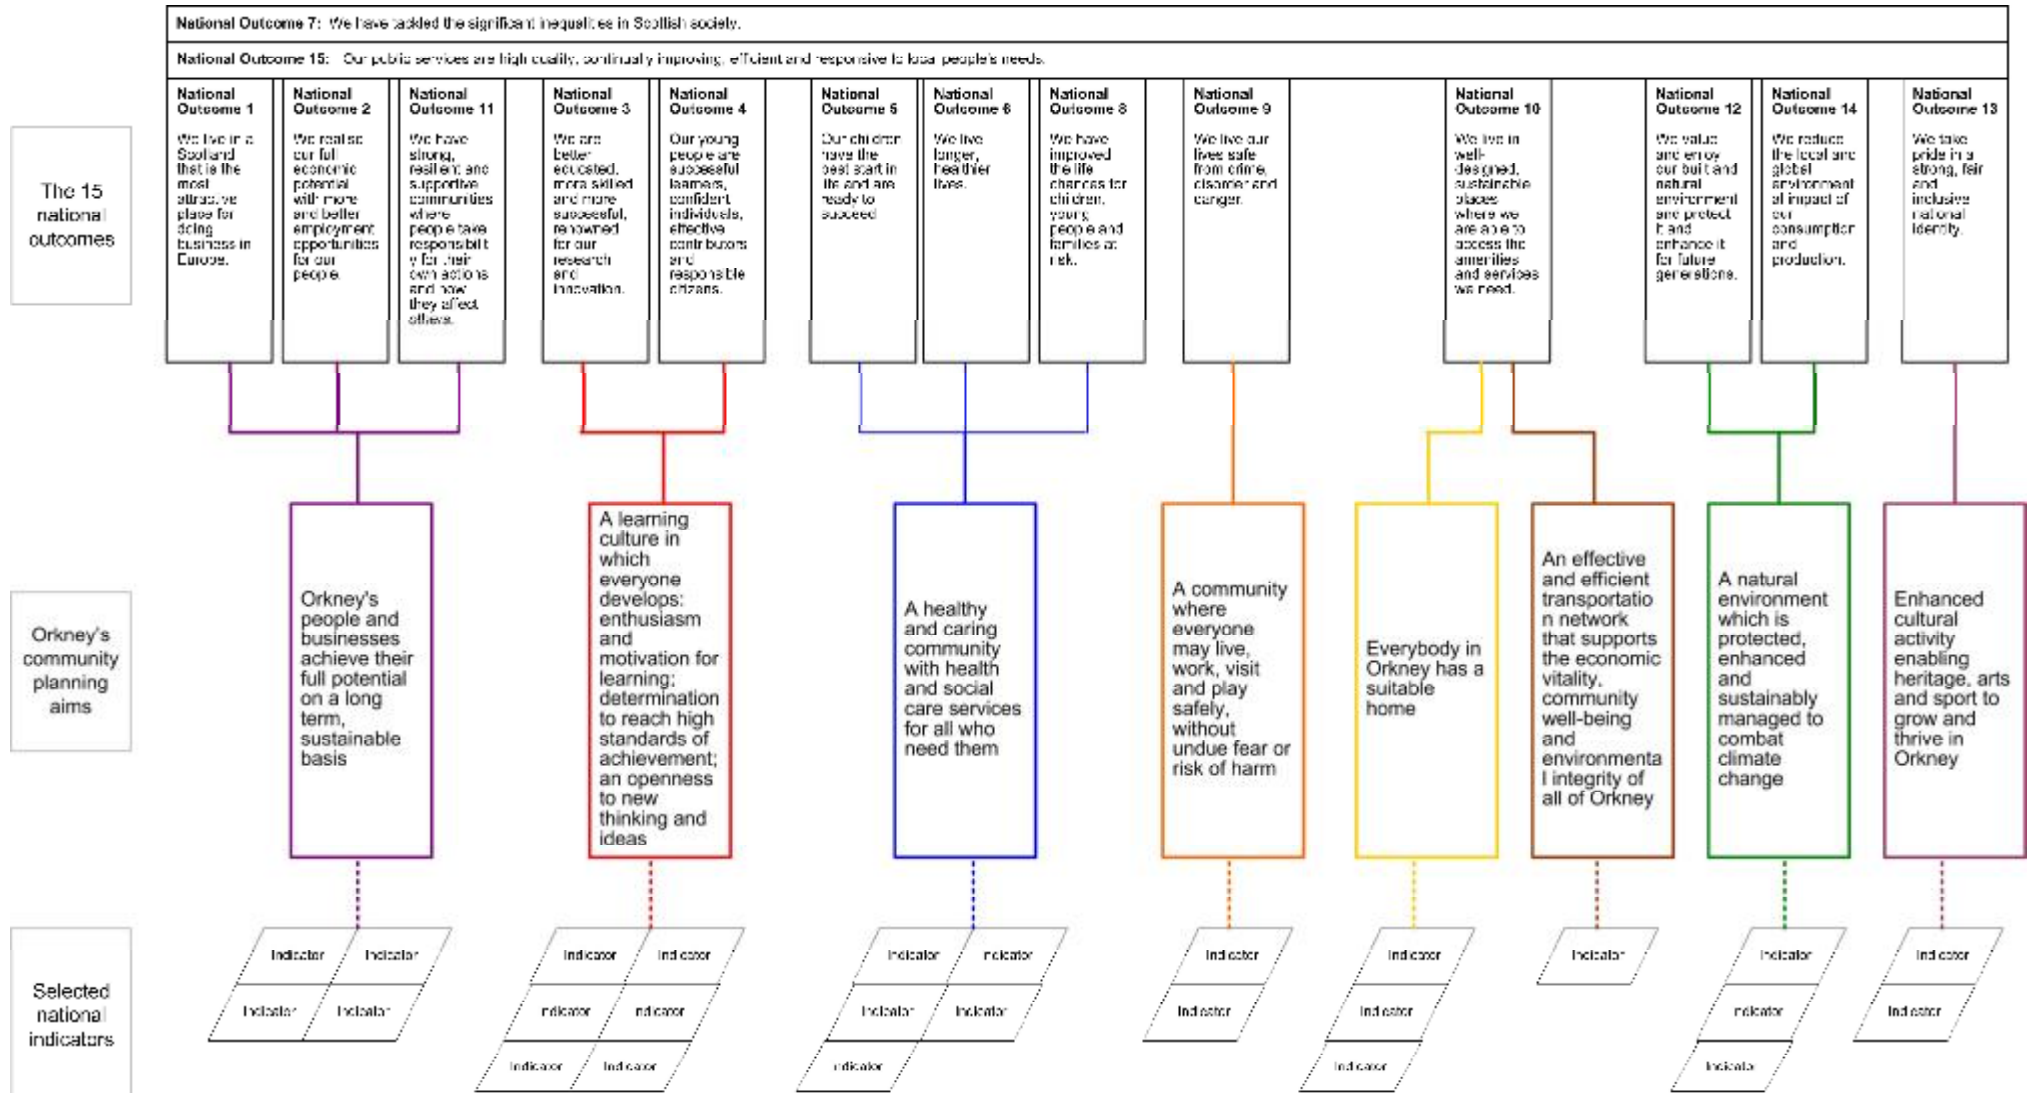 National Outcome 7: We have tackled the significant inequalities in Scottish society.
National Outcome 15: Our public services are high quality, continually improving, efficient and responsive to local people's needs.
The 15
national
outcomes
National
Outcome 1
We live in a
Scotland
that is the
most
attractive
place for
doing
business in
Europe.
National
Outcome 2
We realise
our full
economic
potential
with more
and better
employment
opportunities
for our
people.
National
Outcome 11
We have
strong,
resilient and
supportive
communities
where
people take
responsibilit
y for their
own actions
and how
they affect
others.
National
Outcome 3
We are
better
educated,
more skilled
and more
successful,
renowned
for our
research
and
innovation.
National
Outcome 4
Our young
people are
successful
learners,
confident
individuals,
effective
contributors
and
responsible
citizens.
National
Outcome 5
Our children
have the
best start in
life and are
ready to
succeed
National
Outcome 6
We live
longer,
healthier
lives.
National
Outcome 8
We have
improved
the life
chances for
children,
young
people and
families at
risk.
National
Outcome 9
We live our
lives safe
from crime,
disorder and
danger.
National
Outcome 10
We live in
well-
designed,
sustainable
places
where we
are able to
access the
amenities
and services
we need.
National
Outcome 12
We value
and enjoy
our built and
natural
environment
and protect
it and
enhance it
for future
generations.
National
Outcome 14
We reduce
the local and
global
environment
al impact of
our
consumption
and
production.
National
Outcome 13
We take
pride in a
strong, fair
and
inclusive
national
identity.
Orkney's
community
planning
aims
Orkney's
people and
businesses
achieve their
full potential
on a long
term,
sustainable
basis
A learning
culture in
which
everyone
develops:
enthusiasm
and
motivation for
learning;
determination
to reach high
standards of
achievement;
an openness
to new
thinking and
ideas
A healthy
and caring
community
with health
and social
care services
for all who
need them
A community
where
everyone
may live,
work, visit
and play
safely,
without
undue fear or
risk of harm
Everybody in
Orkney has a
suitable
home
An effective
and efficient
transportatio
n network
that supports
the economic
vitality,
community
well-being
and
environmenta
l integrity of
all of Orkney
A natural
environment
which is
protected,
enhanced
and
sustainably
managed to
combat
climate
change
Enhanced
cultural
activity
enabling
heritage, arts
and sport to
grow and
thrive in
Orkney
Selected
national
indicators
Indicator Indicator
Indicator Indicator
Indicator Indicator
Indicator Indicator
Indicator Indicator
Indicator Indicator
Indicator Indicator
Indicator
Indicator
Indicator
Indicator
Indicator
Indicator
Indicator
Indicator
Indicator
Indicator
Indicator
Indicator